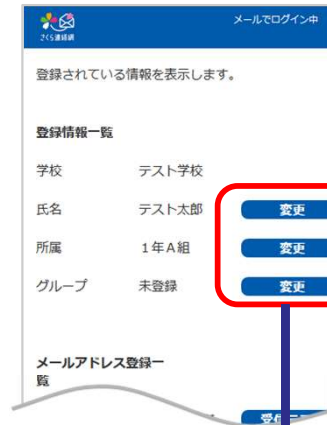 さくら連絡網
メールでログイン中
登録されている情報を表示します。
登録情報一覧
学校 テスト学校
氏名 テスト太郎 変更
所属 1年A組 変更
グループ 未登録 変更
メールアドレス登録一
覧